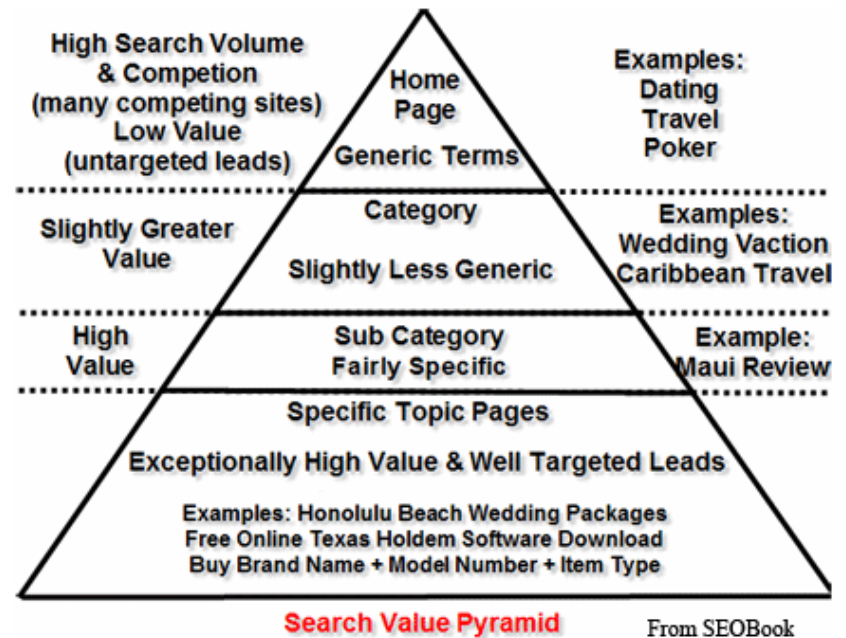 High Search Volume
& Competion
(many competing sites)
Low Value
(untargeted leads)
Home
Page
Generic Terms
Examples:
Dating
Travel
Poker
Slightly Greater
Value
Category
Slightly Less Generic
Examples:
Wedding Vaction
Caribbean Travel
High
Value
Sub Category
Fairly Specific
Example:
Maui Review
Specific Topic Pages
Exceptionally High Value & Well Targeted Leads
Examples: Honolulu Beach Wedding Packages
Free Online Texas Holdem Software Download
Buy Brand Name + Model Number + Item Type
Search Value Pyramid
From SEOBook